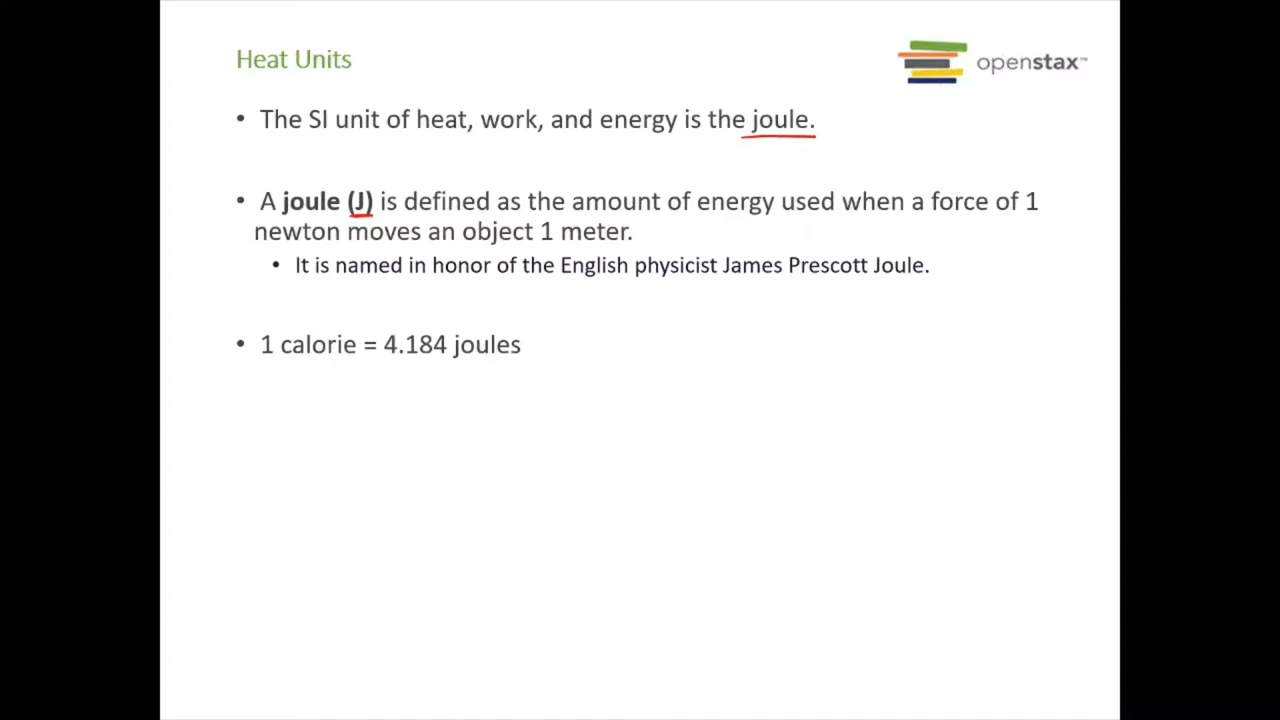 Heat Units
openstax™
• The SI unit of heat, work, and energy is the joule.
• A joule (J) is defined as the amount of energy used when a force of 1
newton moves an object 1 meter.
• It is named in honor of the English physicist James Prescott Joule.
• 1 calorie = 4.184 joules